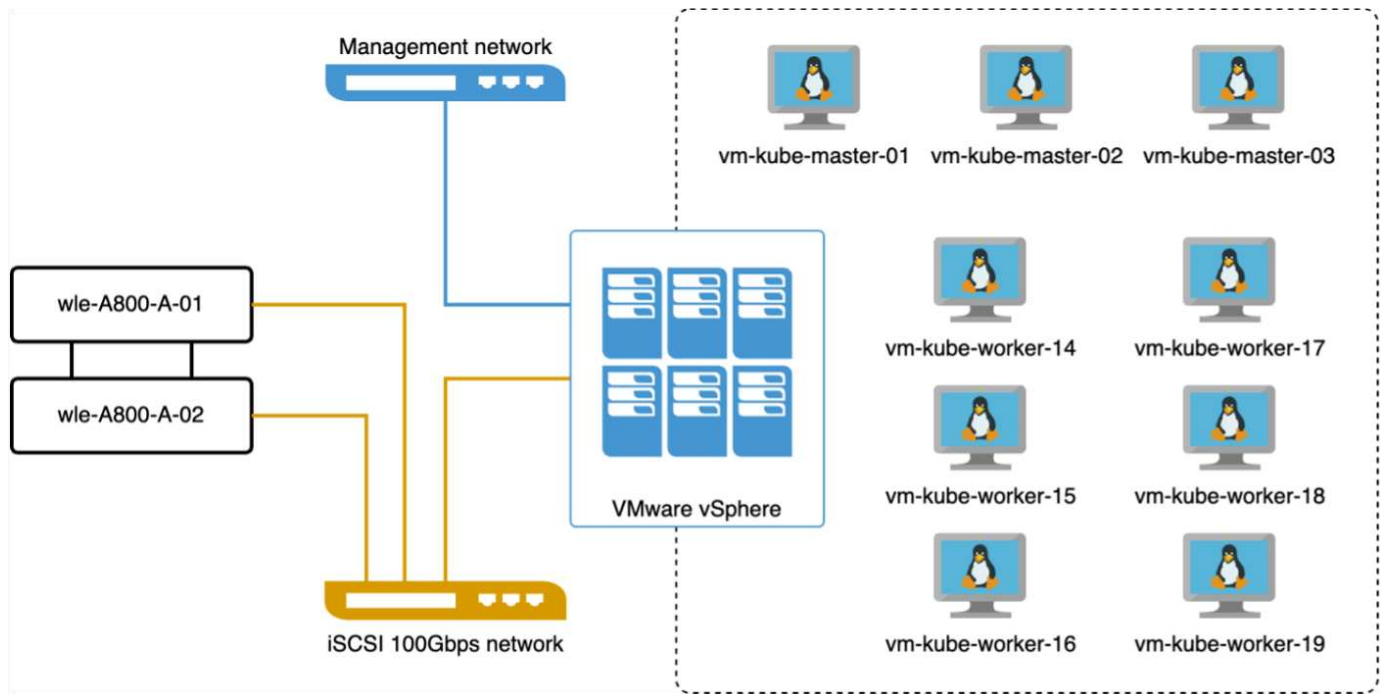 Management network
vm-kube-master-01
vm-kube-master-02
vm-kube-master-03
wle-A800-A-01
wle-A800-A-02
VMware vSphere
iSCSI 100Gbps network
vm-kube-worker-14
vm-kube-worker-17
vm-kube-worker-15
vm-kube-worker-18
vm-kube-worker-16
vm-kube-worker-19